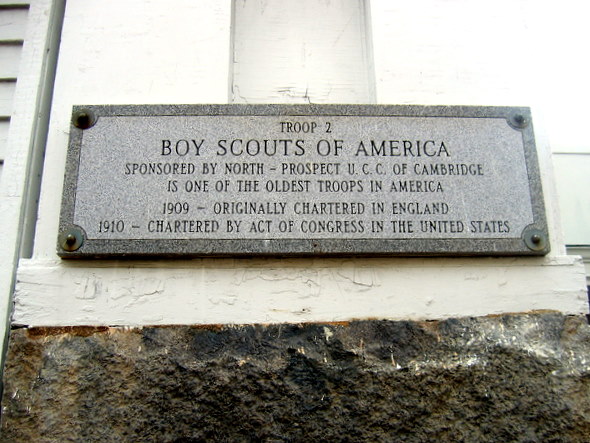 TROOP 2
BOY SCOUTS OF AMERICA
SPONSORED BY NORTH - PROSPECT U.C.C. OF CAMBRIDGE
IS ONE OF THE OLDEST TROOPS IN AMERICA
1909 - ORIGINALLY CHARTERED IN ENGLAND
1910 - CHARTERED BY ACT OF CONGRESS IN THE UNITED STATES